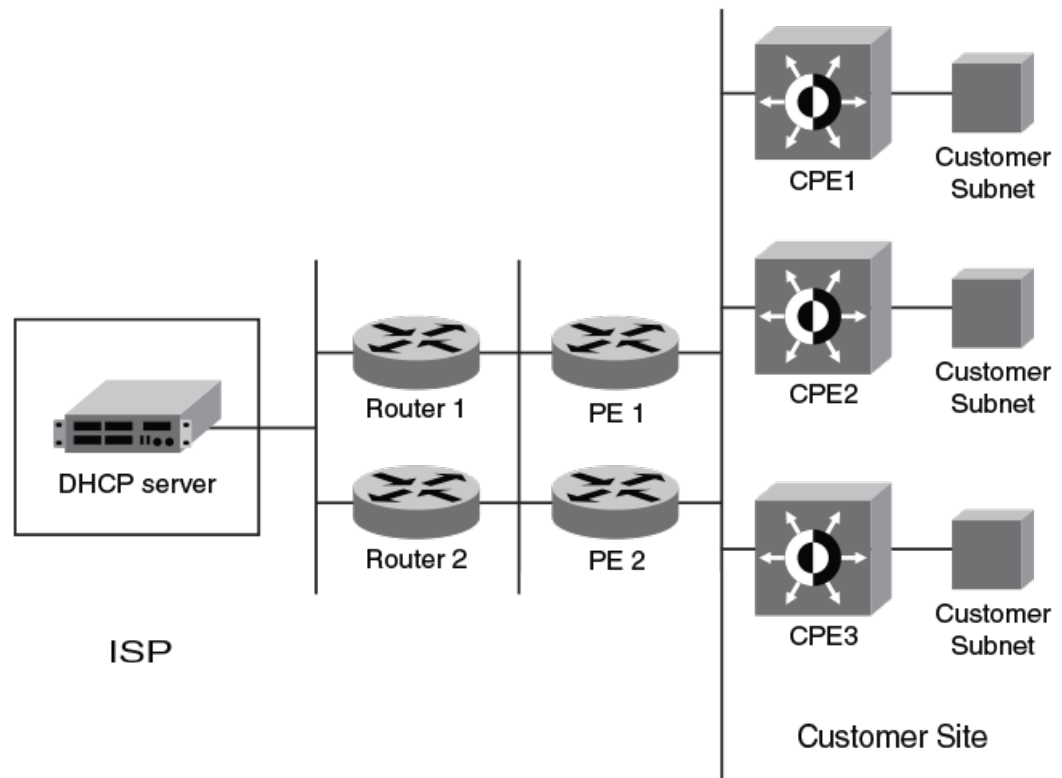 CPE1
Customer
Subnet
CPE2
Customer
Subnet
Router 1
PE 1
DHCP server
Router 2
PE 2
CPE3
Customer
Subnet
ISP
Customer Site